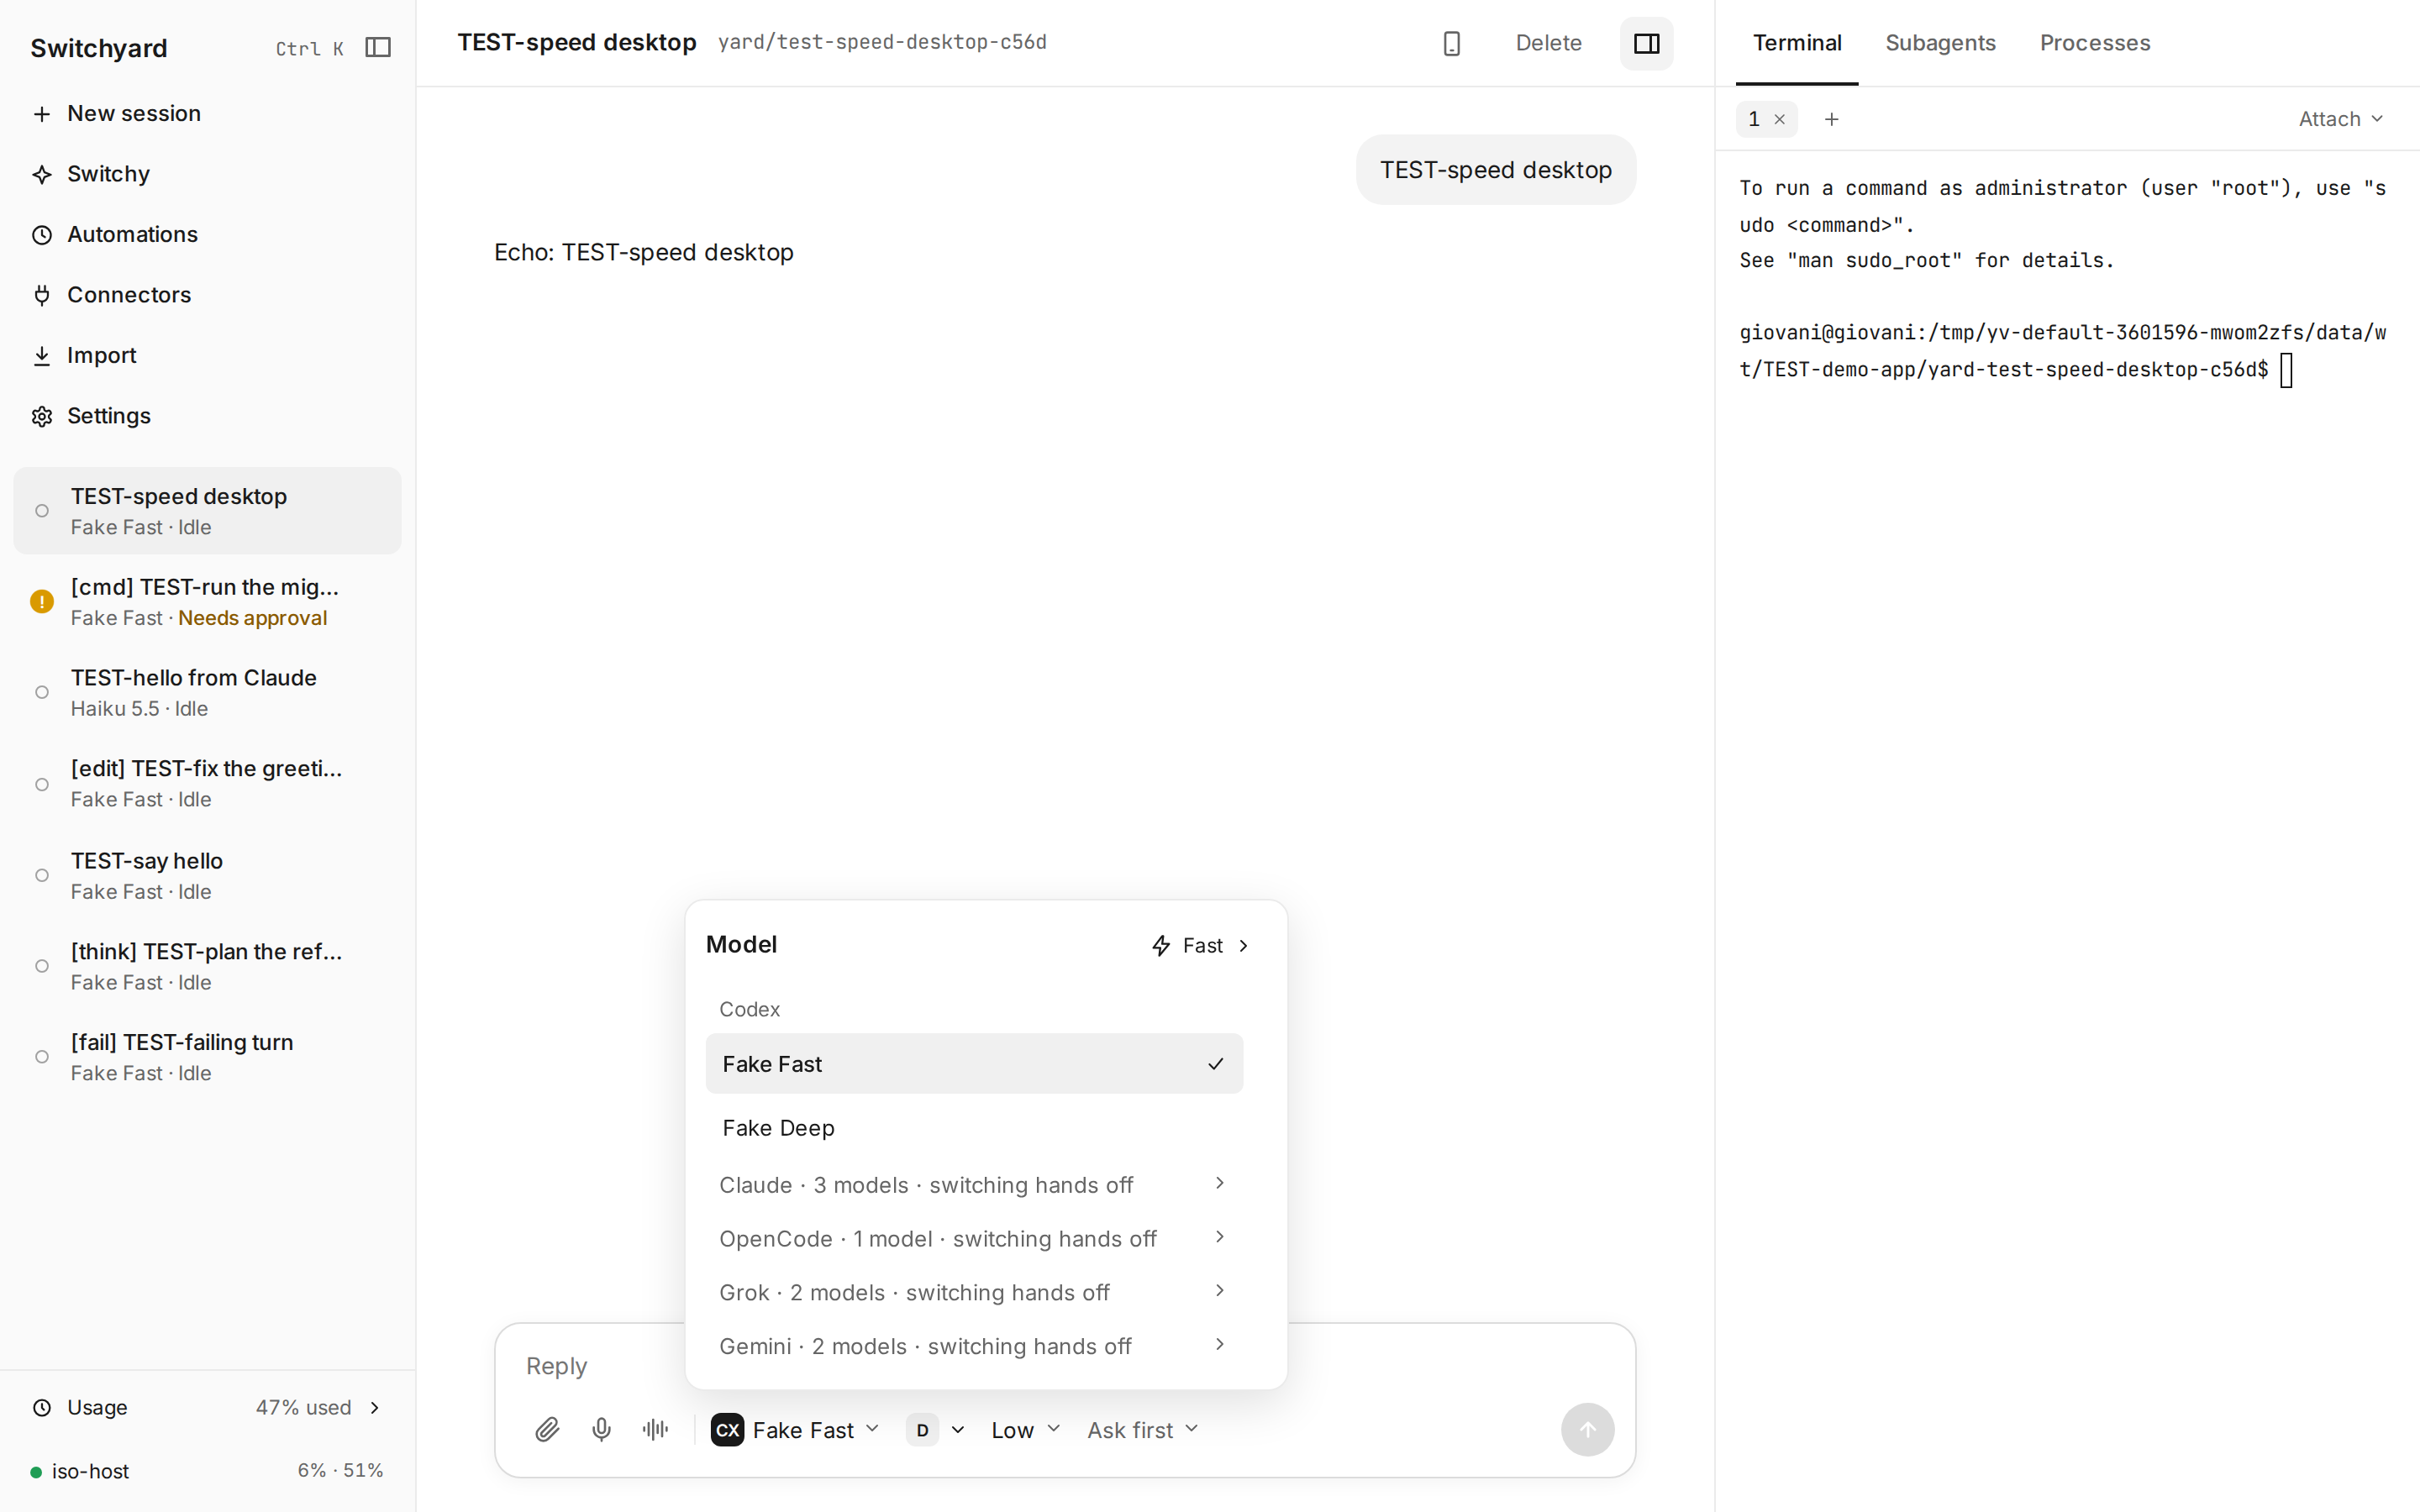 Switchyard
Ctrl K
New session
Switchy
Automations
Connectors
Import
Settings
TEST-speed desktop
Fake Fast · Idle
[cmd] TEST-run the mig...
Fake Fast · Needs approval
TEST-hello from Claude
Haiku 5.5 · Idle
[edit] TEST-fix the greeti...
Fake Fast · Idle
TEST-say hello
Fake Fast · Idle
[think] TEST-plan the ref...
Fake Fast · Idle
[fail] TEST-failing turn
Fake Fast · Idle
Usage 47% used
iso-host 6% · 51%
TEST-speed desktop yard/test-speed-desktop-c56d
Delete
TEST-speed desktop
Echo: TEST-speed desktop
Model Fast
Codex
Fake Fast
Fake Deep
Claude · 3 models · switching hands off
OpenCode · 1 model · switching hands off
Grok · 2 models · switching hands off
Gemini · 2 models · switching hands off
Reply
CX Fake Fast D Low Ask first
Terminal Subagents Processes
1 × + Attach
To run a command as administrator (user "root"), use "s
udo <command>".
See "man sudo_root" for details.
giovani@giovani:/tmp/yv-default-3601596-mwom2zfs/data/w
t/TEST-demo-app/yard-test-speed-desktop-c56d$